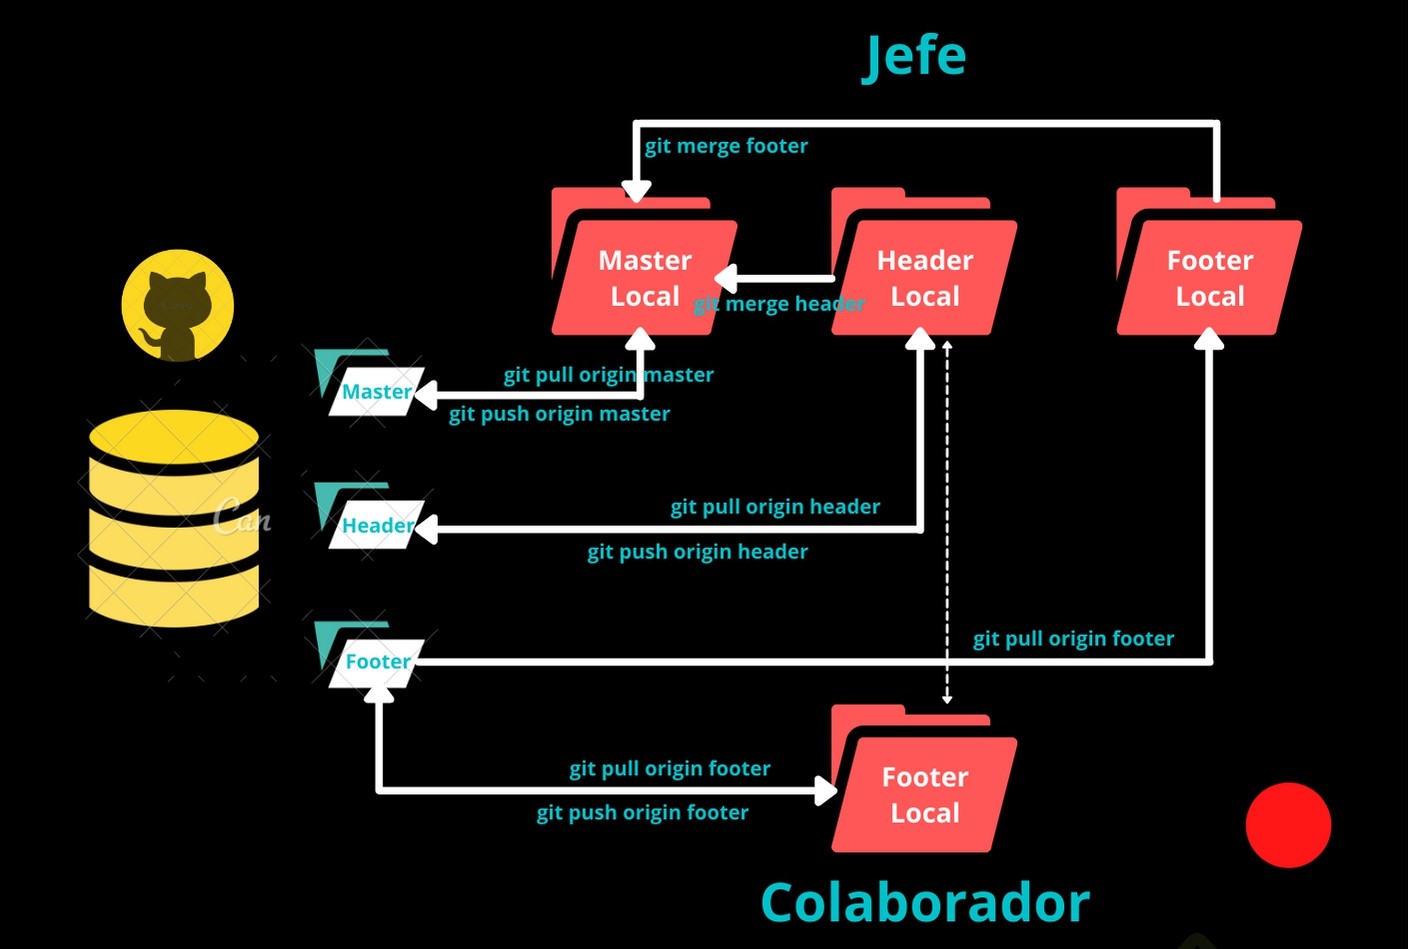 Jefe
git merge footer
Master
Local
Header
Local
Footer
Local
git merge header
git pull origin master
Master
git push origin master
git pull origin header
Can
Header
git push origin header
git pull origin footer
Footer
git pull origin footer
Footer
Local
git push origin footer
Colaborador